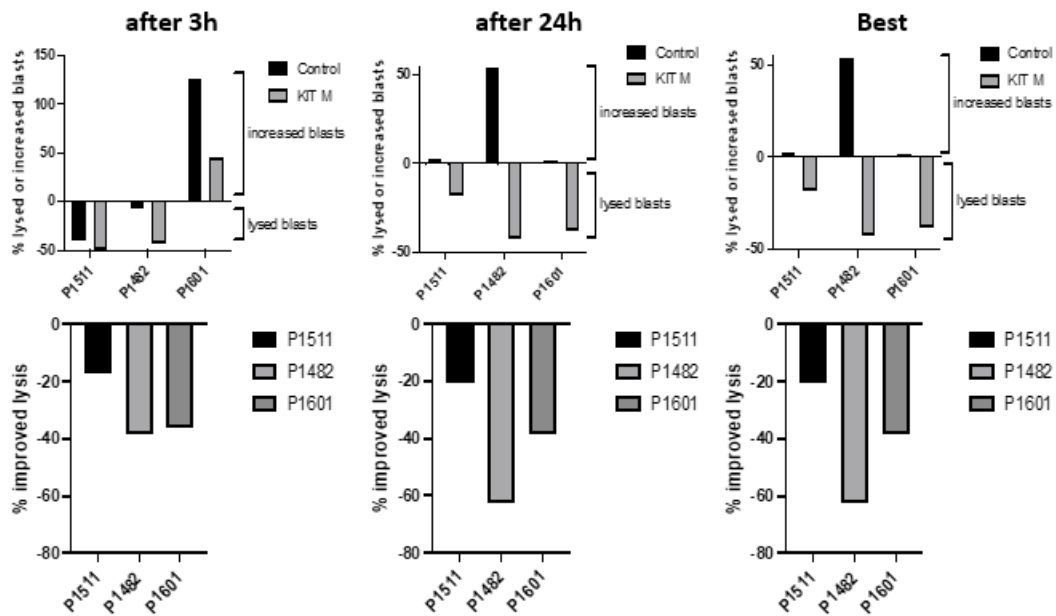 after 3h
after 24h
Best
% lysed or increased blasts
150
100
50
0
-50
Control
KIT M
increased blasts
lysed blasts
P1511
P1482
P1601
% lysed or increased blasts
50
0
-50
Control
KIT M
increased blasts
lysed blasts
P1511
P1482
P1601
% lysed or increased blasts
50
0
-50
Control
KIT M
increased blasts
lysed blasts
P1511
P1482
P1601
% improved lysis
0
-20
-40
-60
-80
P1511
P1482
P1601
P1511
P1482
P1601
% improved lysis
0
-20
-40
-60
-80
P1511
P1482
P1601
P1511
P1482
P1601
% improved lysis
0
-20
-40
-60
-80
P1511
P1482
P1601
P1511
P1482
P1601